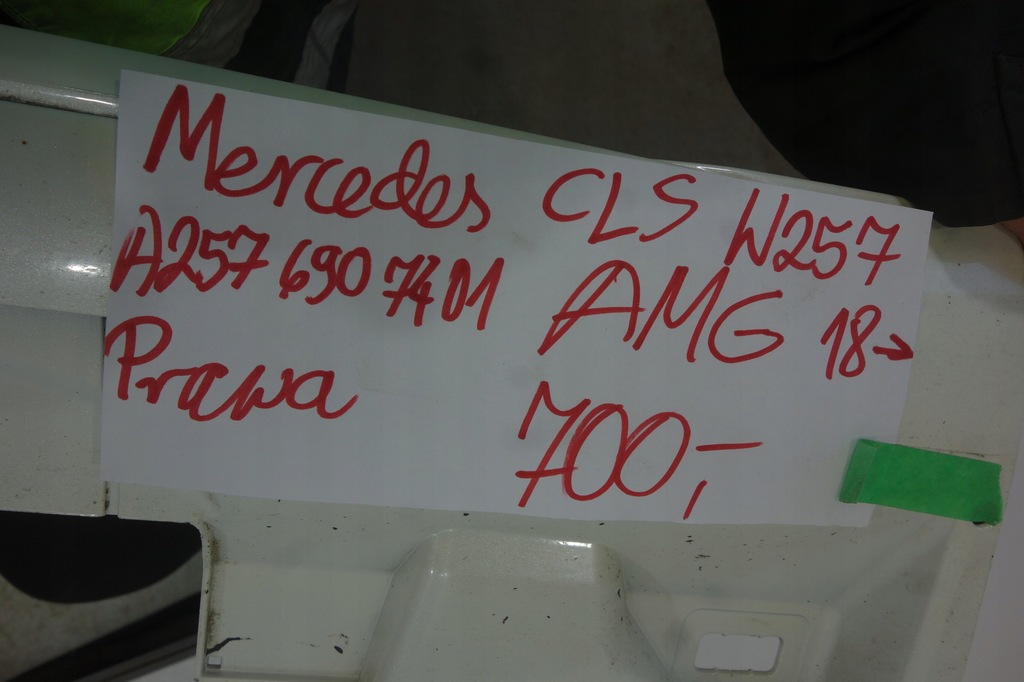 Mercedes CLS W257
A257 690 74 01 AMG 18->
Prawa
700,-